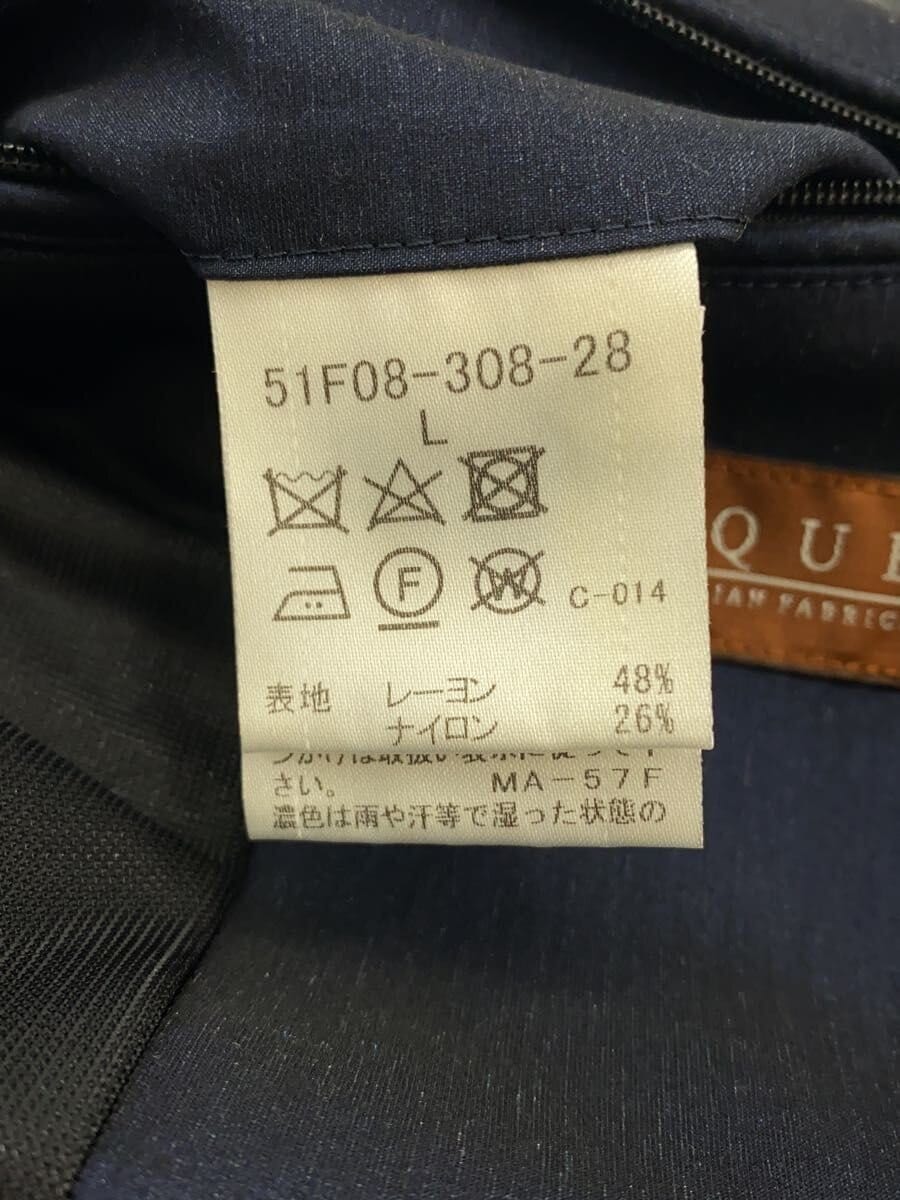 51F08-308-28
L
F
W
C-014
表地 レーヨン 48%
ナイロン 26%
さい。 MA-57F
濃色は雨や汗等で湿った状態の
QUE
IAN FABRIC